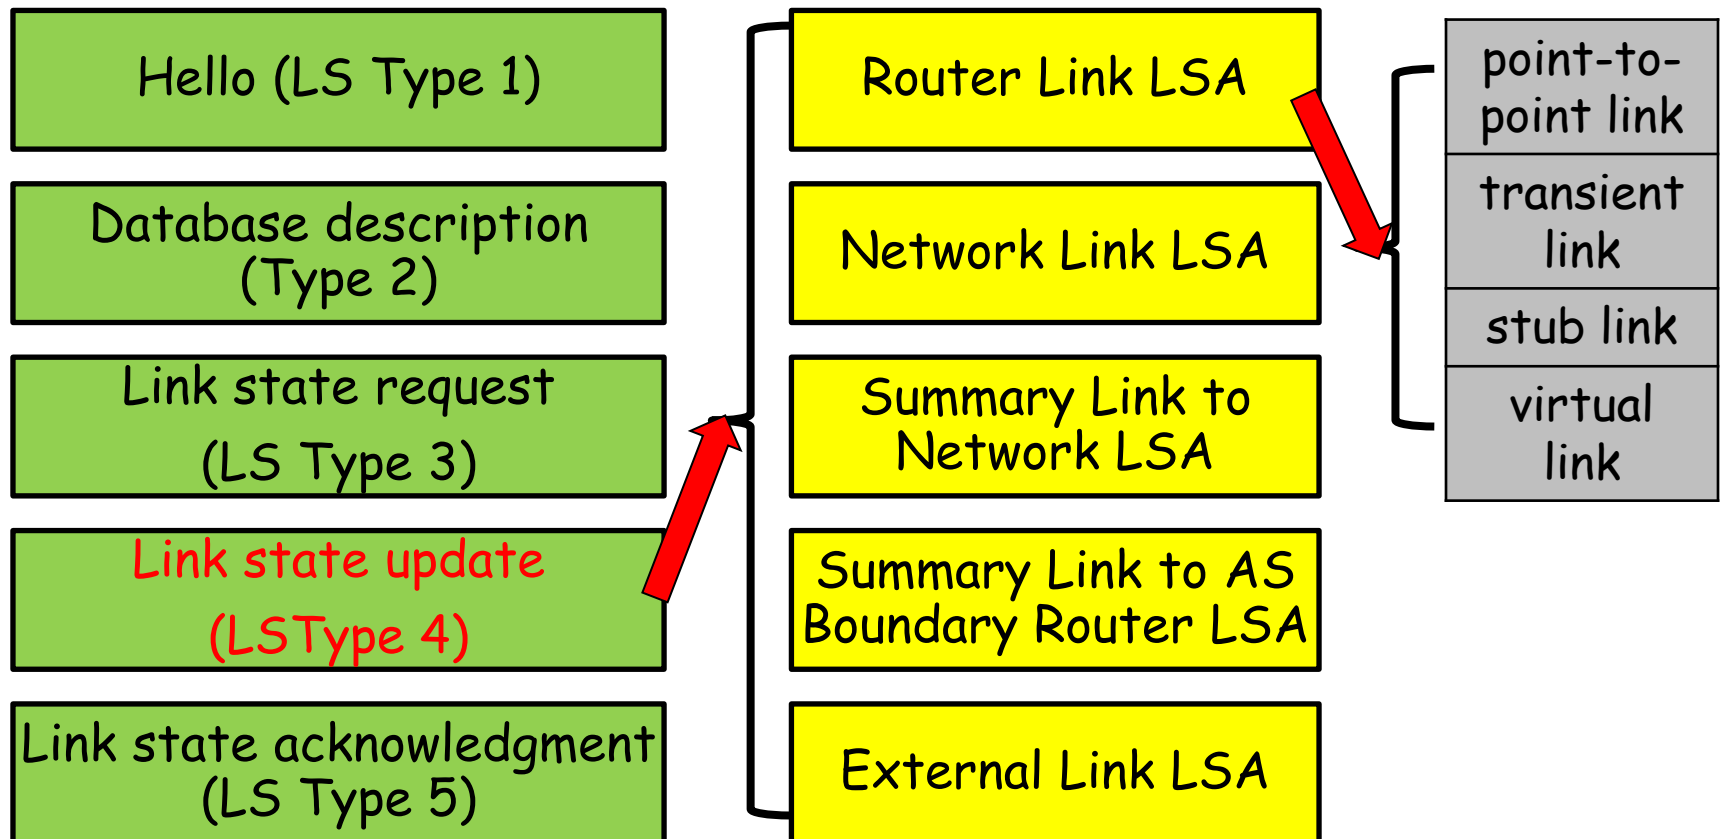 Hello (LS Type 1)
Database description
(Type 2)
Link state request
(LS Type 3)
Link state update
(LSType 4)
Link state acknowledgment
(LS Type 5)
Router Link LSA
Network Link LSA
Summary Link to
Network LSA
Summary Link to AS
Boundary Router LSA
External Link LSA
point-to-
point link
transient
link
stub link
virtual
link